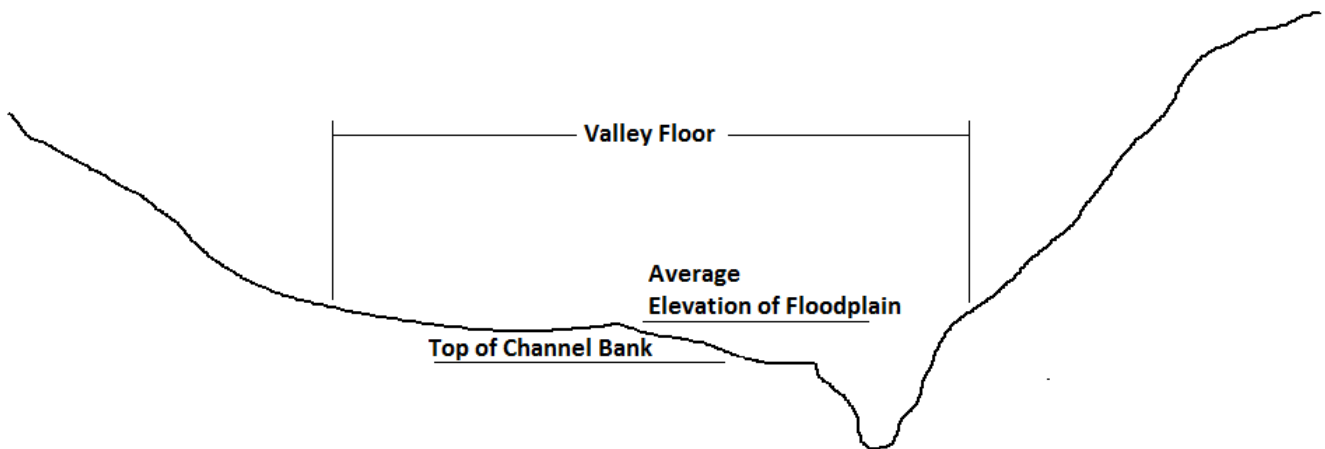 Valley Floor
Average
Elevation of Floodplain
Top of Channel Bank